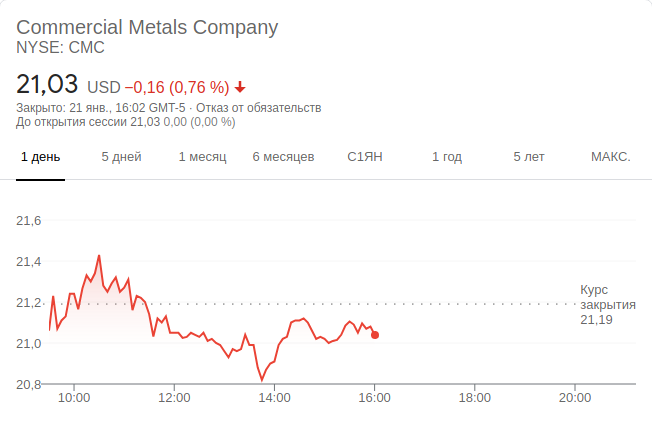 Commercial Metals Company
NYSE: CMC
21,03 USD −0,16 (0,76 %)
Закрыто: 21 янв., 16:02 GMT-5 · Отказ от обязательств
До открытия сессии 21,03 0,00 (0,00 %)
1 день 5 дней 1 месяц 6 месяцев С1ЯН 1 год 5 лет МАКС.
21,6
21,4
21,2
21,0
20,8
Курс
закрытия
21,19
10:00 12:00 14:00 16:00 18:00 20:00